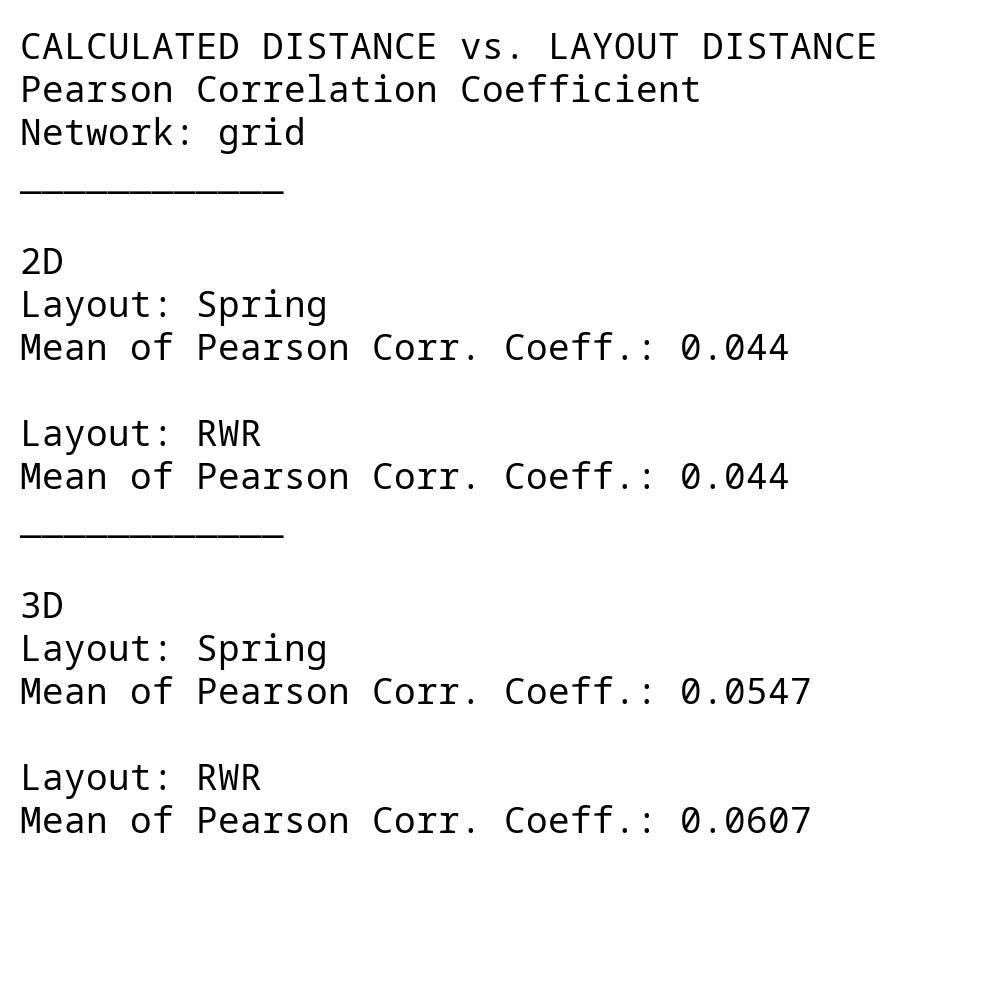 CALCULATED DISTANCE vs. LAYOUT DISTANCE
Pearson Correlation Coefficient
Network: grid
____________
2D
Layout: Spring
Mean of Pearson Corr. Coeff.: 0.044
Layout: RWR
Mean of Pearson Corr. Coeff.: 0.044
____________
3D
Layout: Spring
Mean of Pearson Corr. Coeff.: 0.0547
Layout: RWR
Mean of Pearson Corr. Coeff.: 0.0607